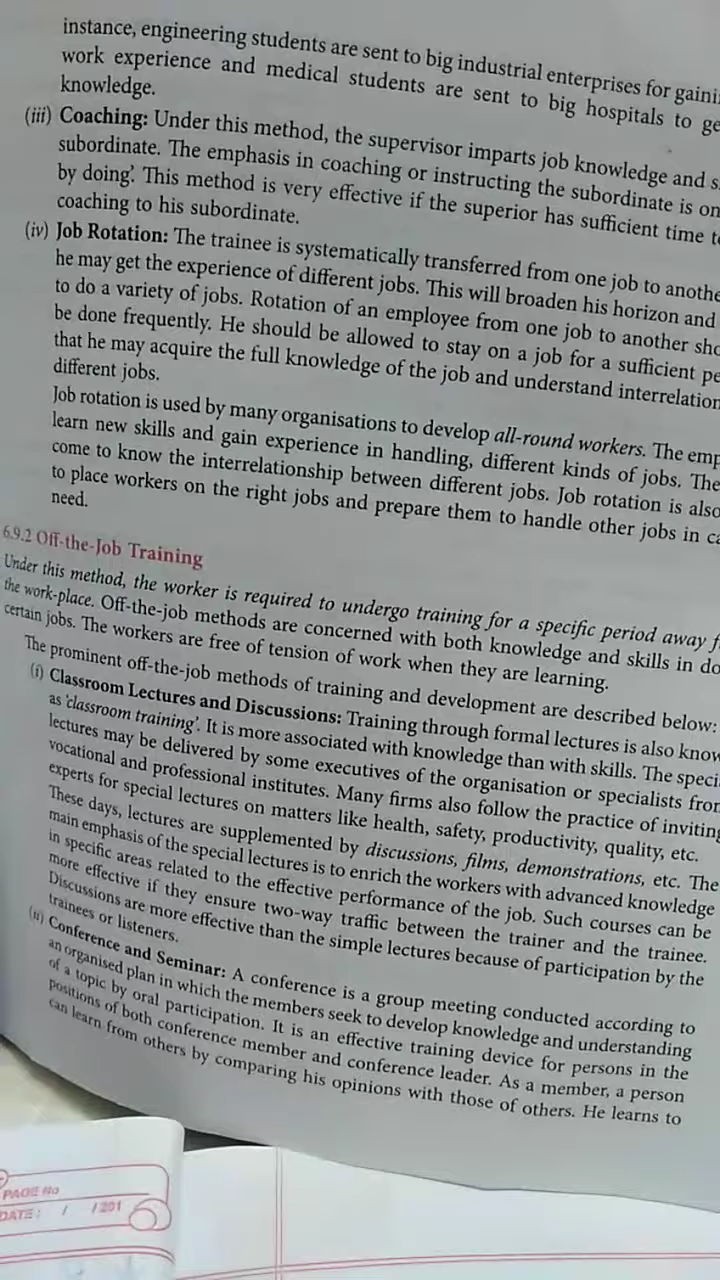 instance, engineering students are sent to big industrial enterprises for
work experience and medical students are sent to big hospitals to
knowledge.
(iii) Coaching: Under this method, the supervisor imparts job knowledge and
subordinate. The emphasis in coaching or instructing the subordinate is on
by doing'. This method is very effective if the superior has sufficient time
coaching to his subordinate.
(iv) Job Rotation: The trainee is systematically transferred from one job to
he may get the experience of different jobs. This will broaden his horizon and
to do a variety of jobs. Rotation of an employee from one job to another
be done frequently. He should be allowed to stay on a job for a sufficient
that he may acquire the full knowledge of the job and understand
different jobs.
Job rotation is used by many organisations to develop all-round workers. The
learn new skills and gain experience in handling, different kinds of jobs. The
come to know the interrelationship between different jobs. Job rotation is also
to place workers on the right jobs and prepare them to handle other jobs in
need.
6.9.2 Off-the-Job Training
Under this method, the worker is required to undergo training for a specific period away
the work-place. Off-the-job methods are concerned with both knowledge and skills in
certain jobs. The workers are free of tension of work when they are learning.
The prominent off-the-job methods of training and development are described below:
(i) Classroom Lectures and Discussions: Training through formal lectures is also
as 'classroom training'. It is more associated with knowledge than with skills. The
lectures may be delivered by some executives of the organisation or specialists
vocational and professional institutes. Many firms also follow the practice of inviting
experts for special lectures on matters like health, safety, productivity, quality, etc.
These days, lectures are supplemented by discussions, films, demonstrations, etc. The
main emphasis of the special lectures is to enrich the workers with advanced knowledge
in specific areas related to the effective performance of the job. Such courses can be
more effective if they ensure two-way traffic between the trainer and the trainee.
Discussions are more effective than the simple lectures because of participation by the
trainees or listeners.
(ii) Conference and Seminar: A conference is a group meeting conducted according to
an organised plan in which the members seek to develop knowledge and understanding
of a topic by oral participation. It is an effective training device for persons in the
positions of both conference member and conference leader. As a member, a person
can learn from others by comparing his opinions with those of others. He learns to
PAGE No
DATE: / /201